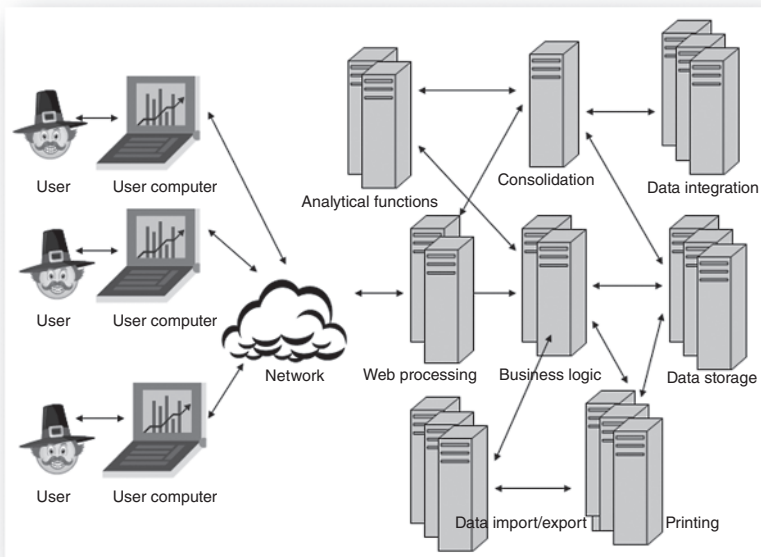 User
User computer
Analytical functions
Consolidation
Data integration
User
User computer
Network
Web processing
Business logic
Data storage
User
User computer
Data import/export
Printing